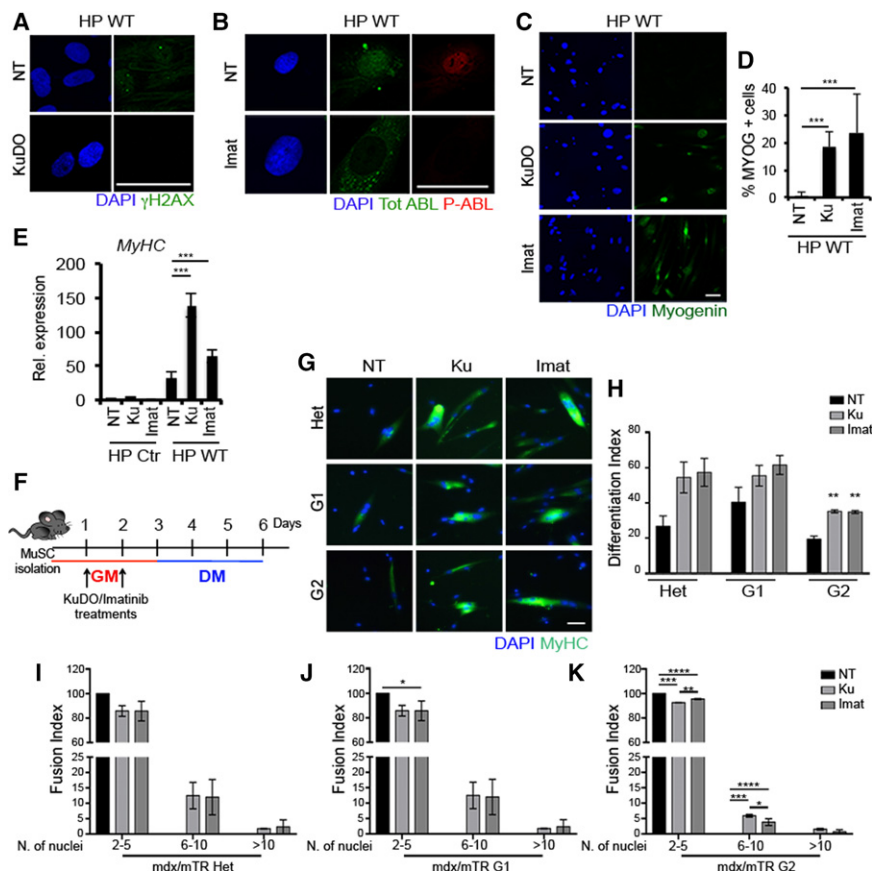 A
HP WT
NT
KuDO
DAPI γH2AX
B
HP WT
NT
Imat
DAPI Tot ABL P-ABL
C
HP WT
NT
KuDO
Imat
DAPI Myogenin
D
% MYOG + cells
40
30
20
10
0
***
***
NT
Ku
Imat
HP WT
E
MyHC
Rel. expression
200
150
100
50
0
***
***
NT
Ku
Imat
NT
Ku
Imat
HP Ctr
HP WT
F
1 2 3 4 5 6 Days
MuSC
isolation
GM
DM
KuDO/Imatinib
treatments
G
NT Ku Imat
Het
G1
G2
DAPI MyHC
H
NT
Ku
Imat
Differentiation Index
80
60
40
20
0
** **
Het G1 G2
I
Fusion Index
120
100
80
60
25
20
15
10
5
0
N. of nuclei
2-5 6-10 >10
mdx/mTR Het
J
Fusion Index
120
100
80
60
25
20
15
10
5
0
*
N. of nuclei
2-5 6-10 >10
mdx/mTR G1
NT
Ku
Imat
K
Fusion Index
120
100
80
60
25
20
15
10
5
0
****
***
**
****
***
*
N. of nuclei
2-5 6-10 >10
mdx/mTR G2